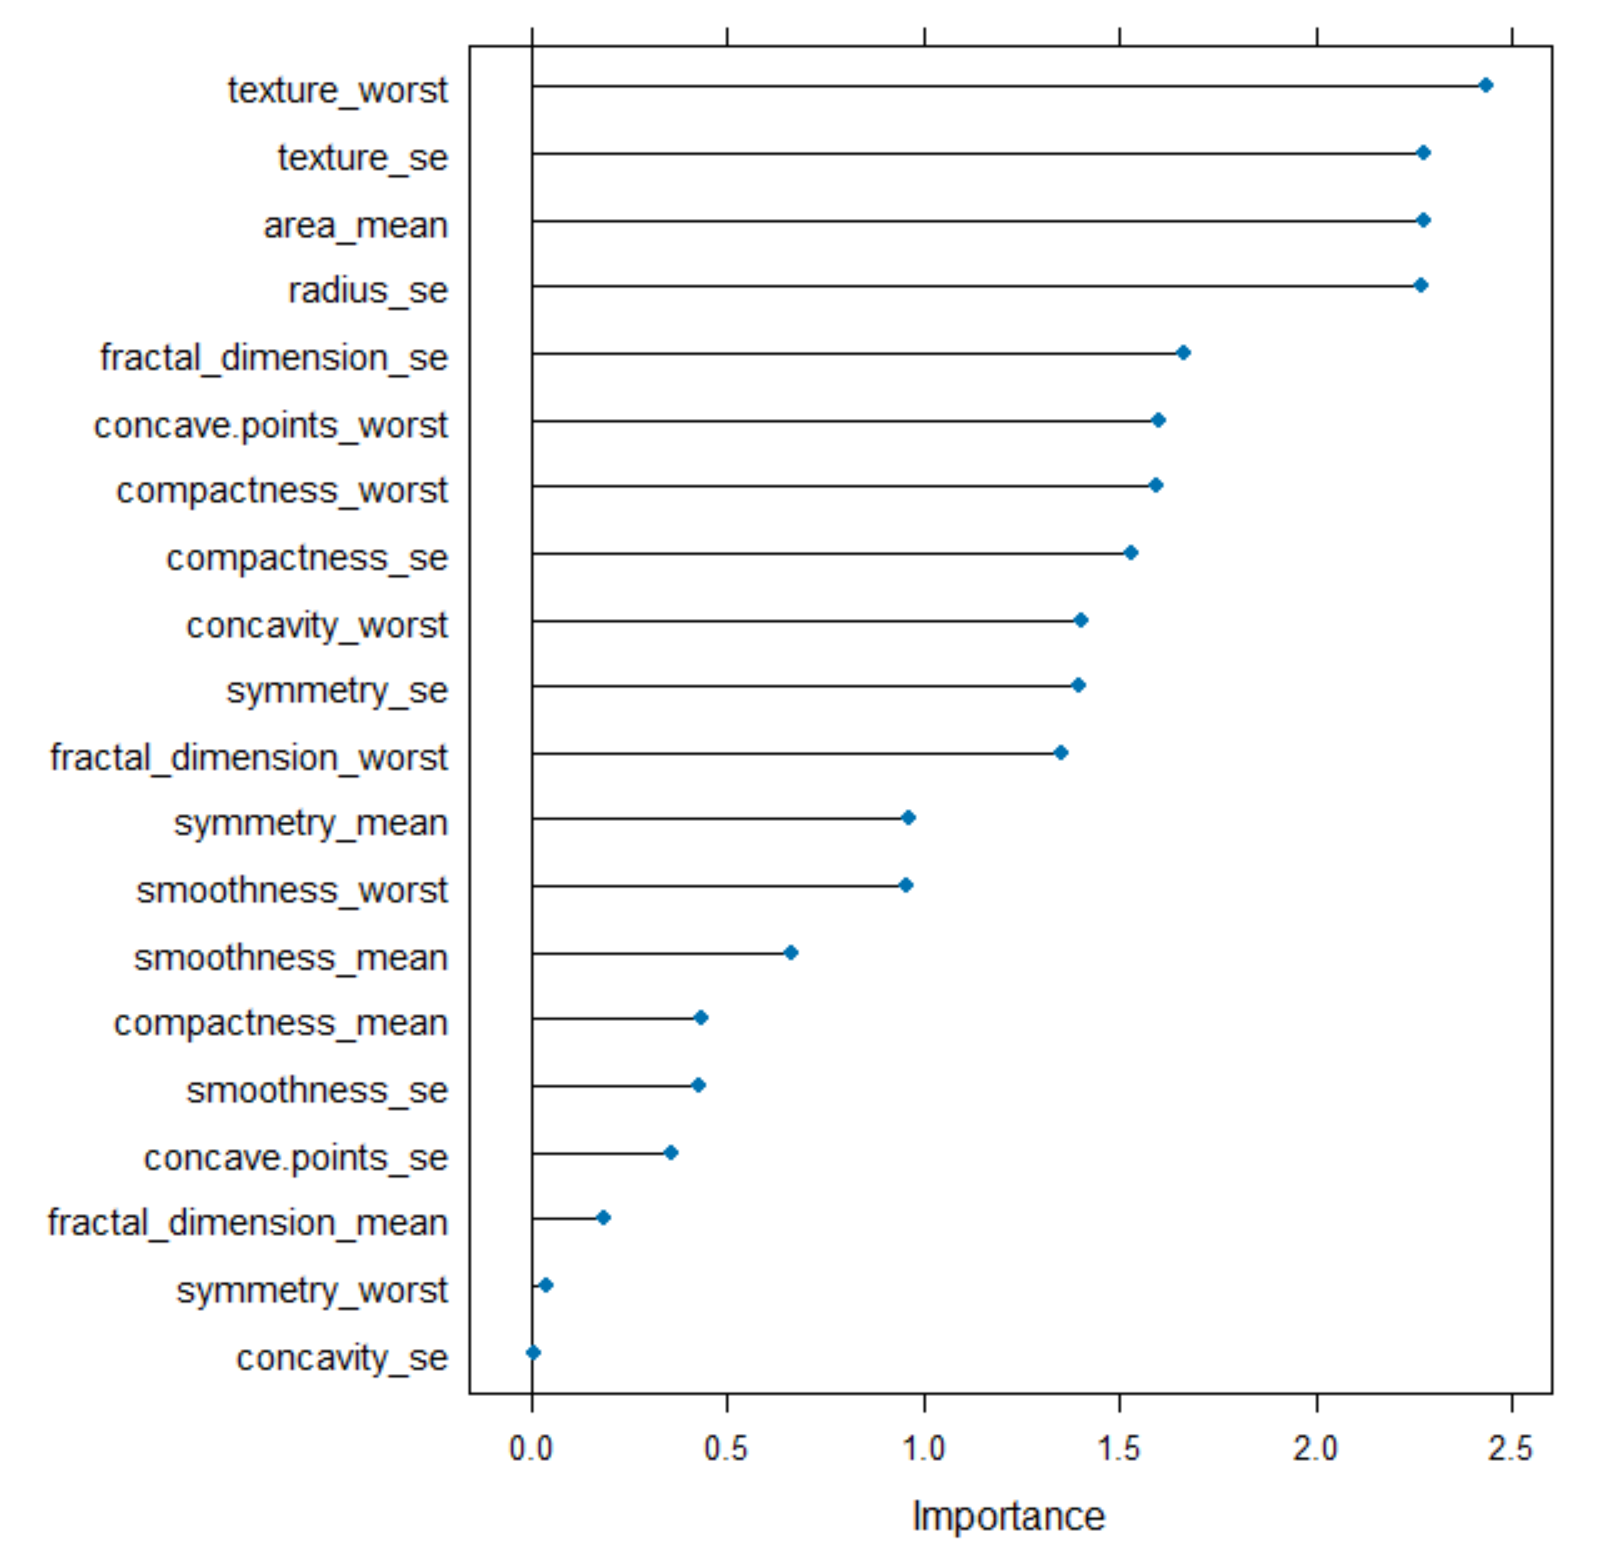 texture_worst
texture_se
area_mean
radius_se
fractal_dimension_se
concave.points_worst
compactness_worst
compactness_se
concavity_worst
symmetry_se
fractal_dimension_worst
symmetry_mean
smoothness_worst
smoothness_mean
compactness_mean
smoothness_se
concave.points_se
fractal_dimension_mean
symmetry_worst
concavity_se
0.0 0.5 1.0 1.5 2.0 2.5
Importance